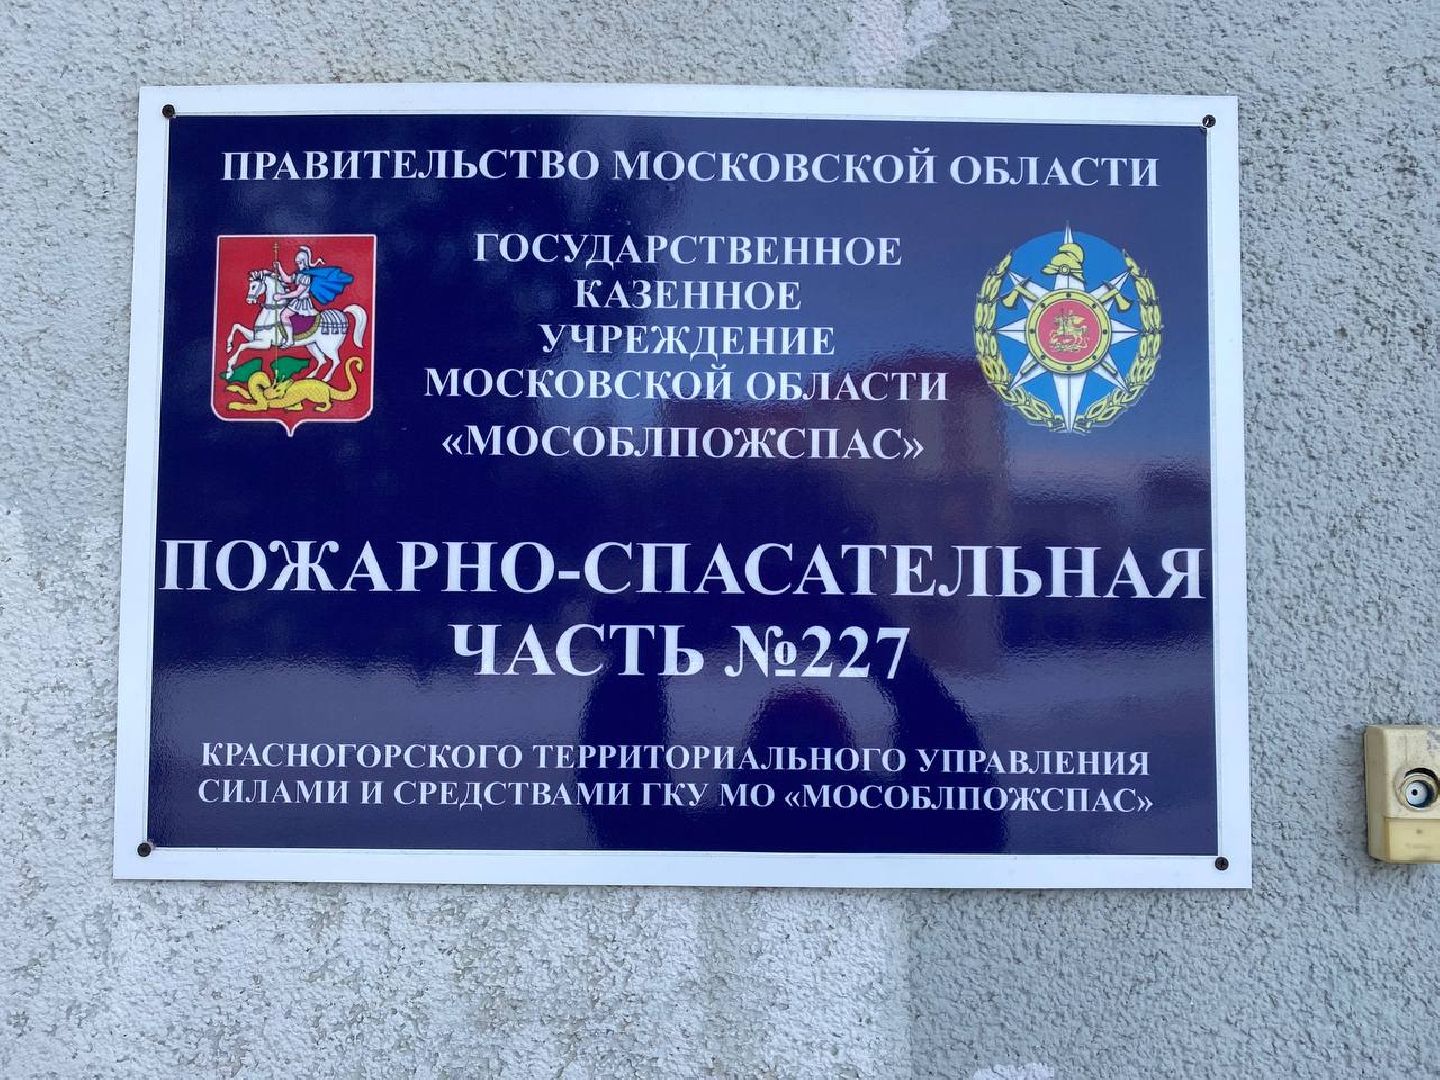 ПРАВИТЕЛЬСТВО МОСКОВСКОЙ ОБЛАСТИ
ГОСУДАРСТВЕННОЕ
КАЗЕННОЕ
УЧРЕЖДЕНИЕ
МОСКОВСКОЙ ОБЛАСТИ
«МОСОБЛПОЖСПАС»
ПОЖАРНО-СПАСАТЕЛЬНАЯ
ЧАСТЬ №227
КРАСНОГОРСКОГО ТЕРРИТОРИАЛЬНОГО УПРАВЛЕНИЯ
СИЛАМИ И СРЕДСТВАМИ ГКУ МО «МОСОБЛПОЖСПАС»